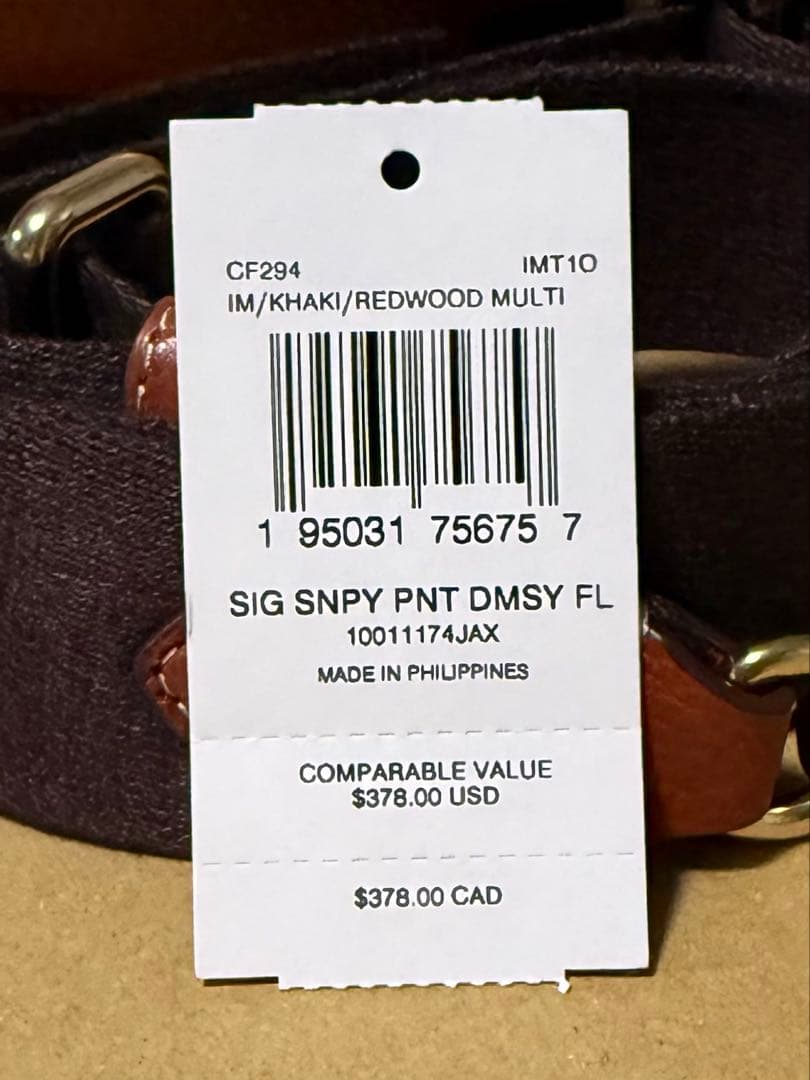 CF294 IMT1O
IM/KHAKI/REDWOOD MULTI
1 95031 75675 7
SIG SNPY PNT DMSY FL
10011174JAX
MADE IN PHILIPPINES
COMPARABLE VALUE
$378.00 USD
$378.00 CAD